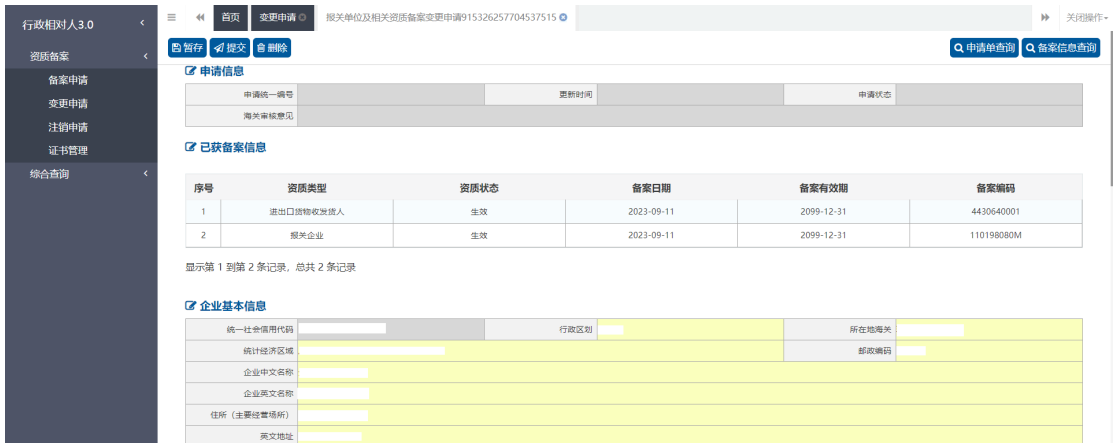 行政相对人3.0
首页 变更申请 报关单位及相关资质备案变更申请915326257704537515 关闭操作
资质备案
备案申请
变更申请
注销申请
证书管理
综合查询
暂存 提交 删除 申请单查询 备案信息查询
申请信息
申请统一编号 更新时间 申请状态
海关审核意见
已获备案信息
序号 资质类型 资质状态 备案日期 备案有效期 备案编码
1 进出口货物收发货人 生效 2023-09-11 2099-12-31 4430640001
2 报关企业 生效 2023-09-11 2099-12-31 110198080M
显示第 1 到第 2 条记录，总共 2 条记录
企业基本信息
统一社会信用代码 行政区划 所在地海关
统计经济区域 邮政编码
企业中文名称
企业英文名称
住所（主要经营场所）
英文地址